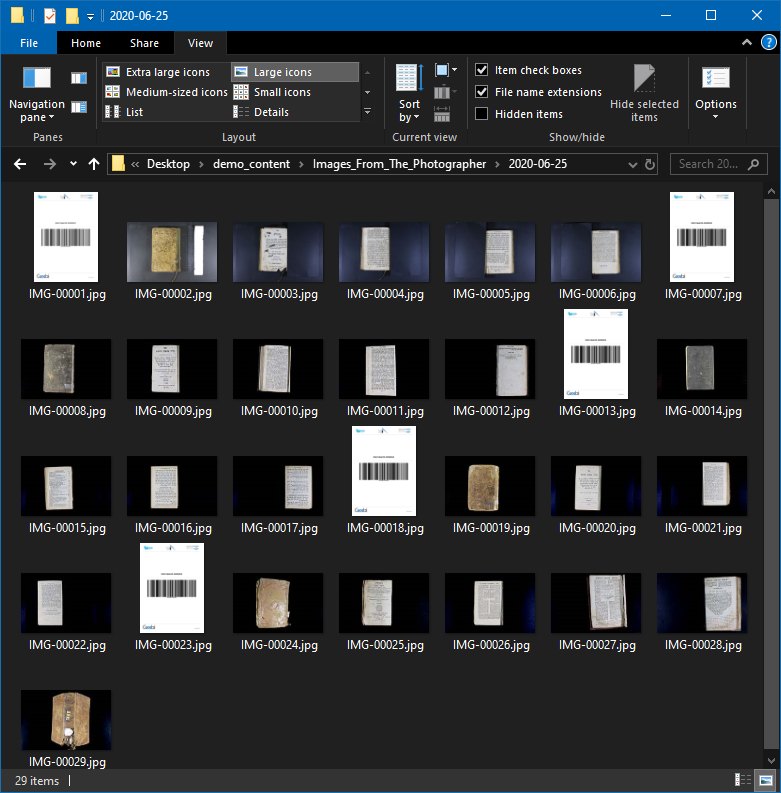 2020-06-25
File Home Share View
Navigation pane
Extra large icons
Large icons
Medium-sized icons
Small icons
List
Details
Sort by
Item check boxes
File name extensions
Hidden items
Hide selected items
Options
Panes
Layout
Current view
Show/hide
« Desktop › demo_content › Images_From_The_Photographer › 2020-06-25
Search 20...
IMG-00001.jpg IMG-00002.jpg IMG-00003.jpg IMG-00004.jpg IMG-00005.jpg IMG-00006.jpg IMG-00007.jpg
IMG-00008.jpg IMG-00009.jpg IMG-00010.jpg IMG-00011.jpg IMG-00012.jpg IMG-00013.jpg IMG-00014.jpg
IMG-00015.jpg IMG-00016.jpg IMG-00017.jpg IMG-00018.jpg IMG-00019.jpg IMG-00020.jpg IMG-00021.jpg
IMG-00022.jpg IMG-00023.jpg IMG-00024.jpg IMG-00025.jpg IMG-00026.jpg IMG-00027.jpg IMG-00028.jpg
IMG-00029.jpg
29 items